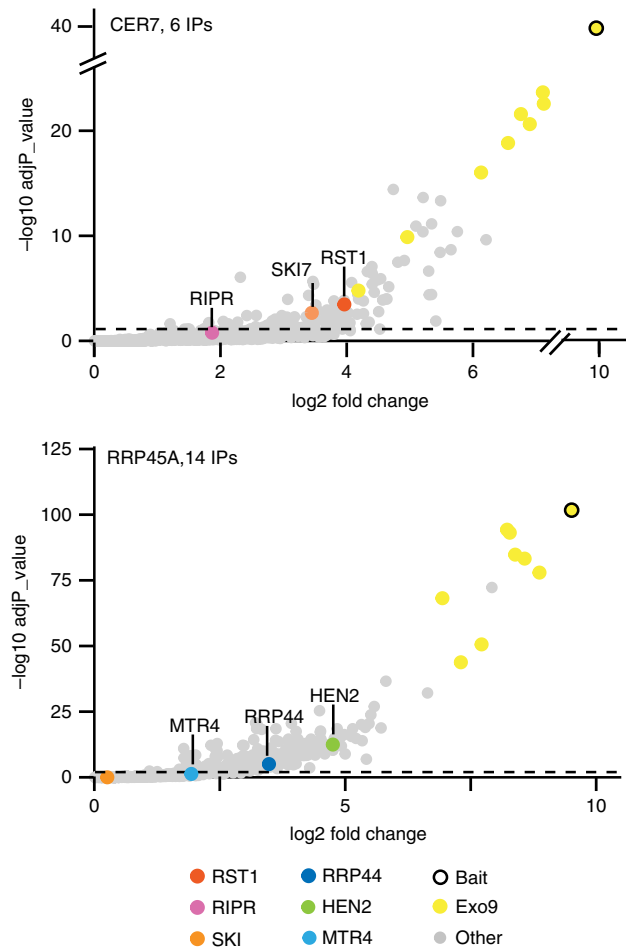 CER7, 6 IPs
40
20
10
0
−log10 adjP_value
RIPR
SKI7
RST1
0
2
4
6
10
log2 fold change
RRP45A,14 IPs
125
100
75
50
25
0
−log10 adjP_value
MTR4
RRP44
HEN2
0
5
10
log2 fold change
RST1
RRP44
Bait
RIPR
HEN2
Exo9
SKI
MTR4
Other